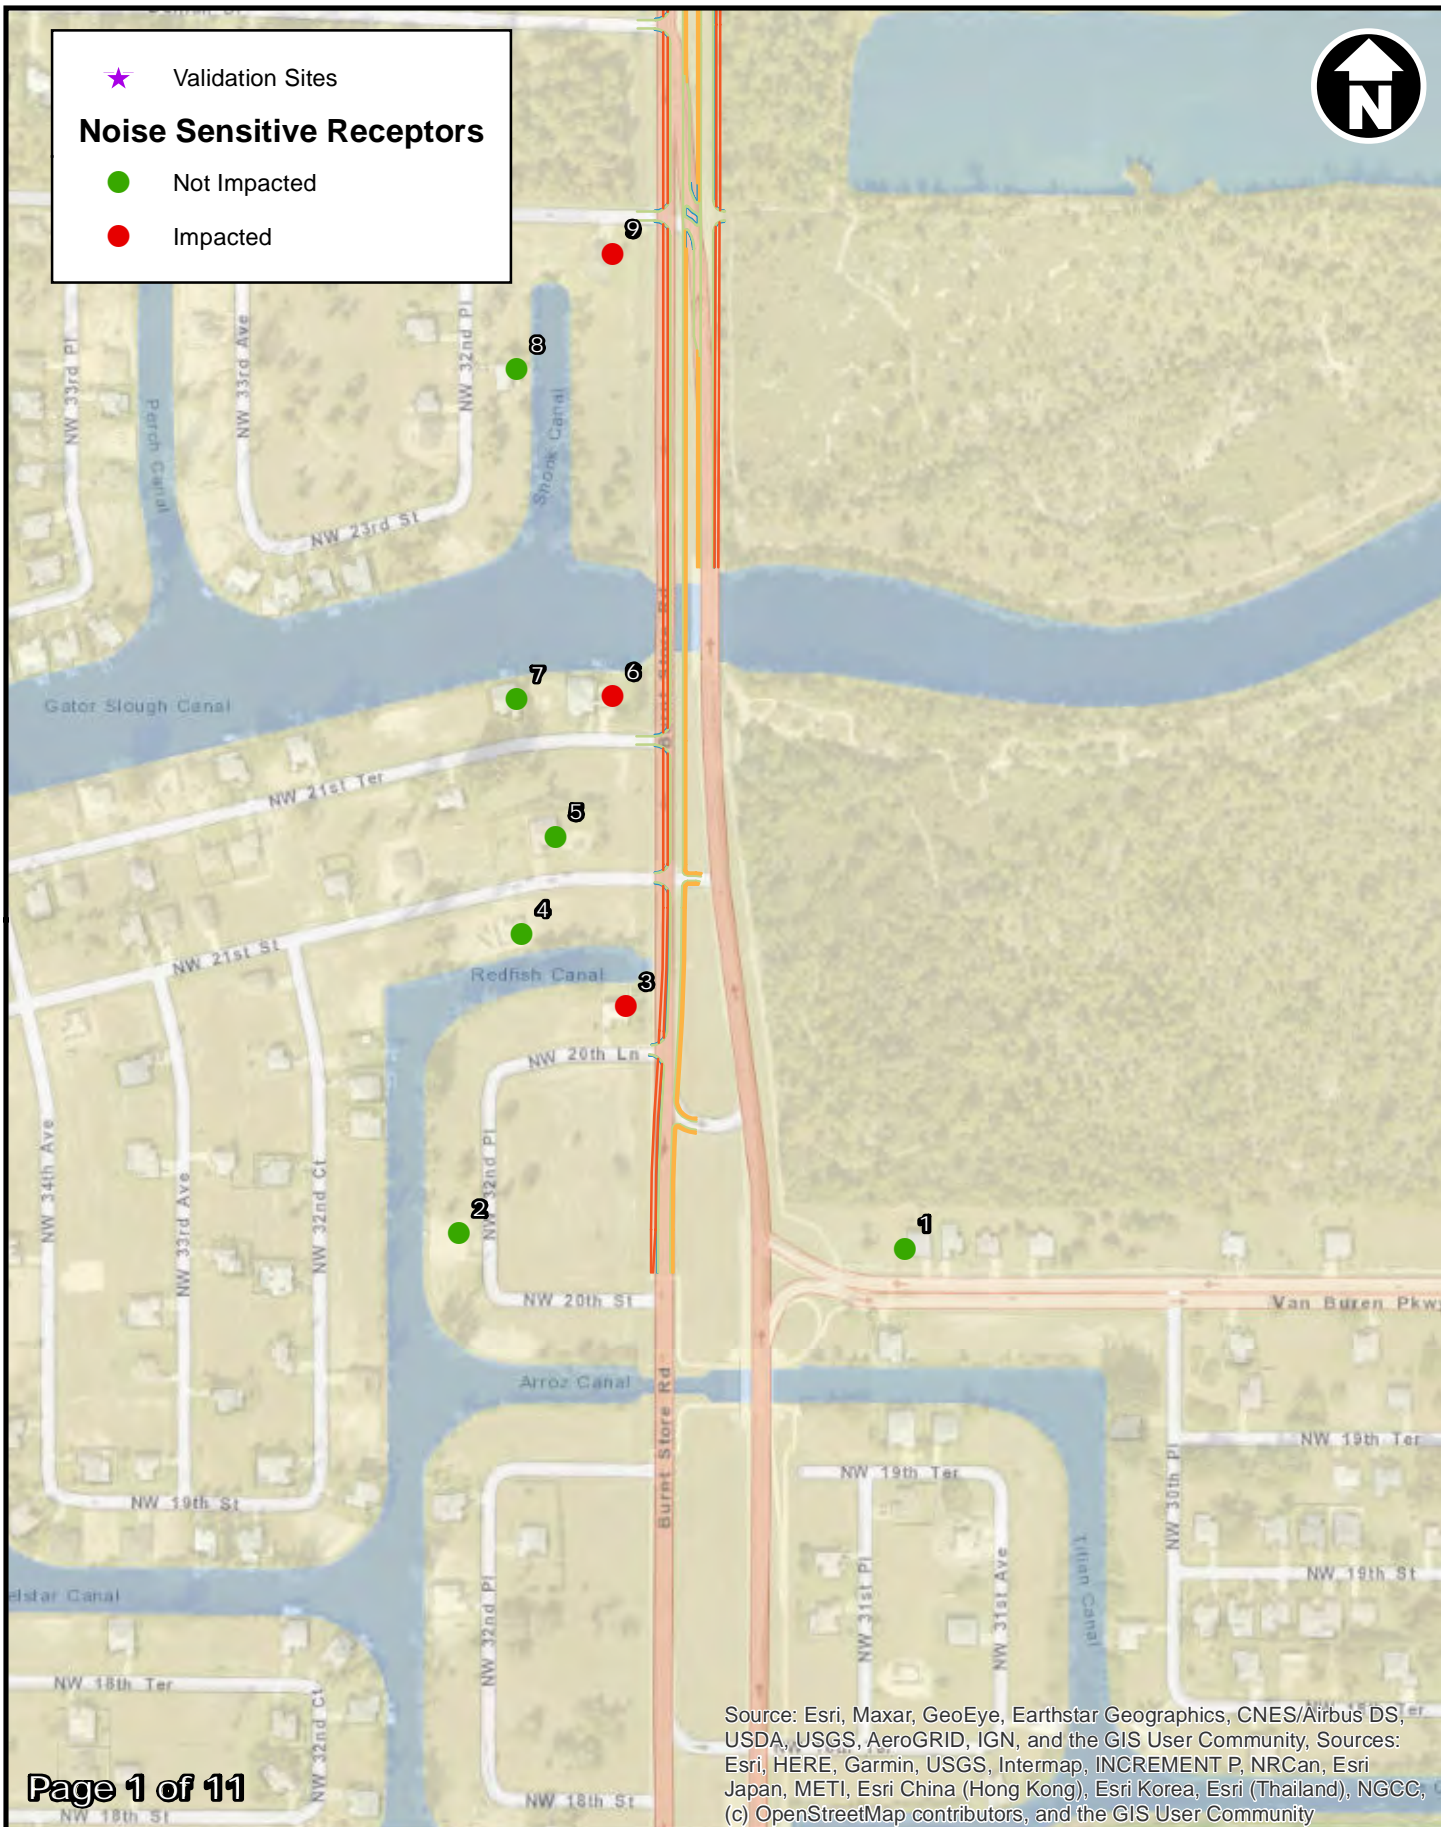 Validation Sites
Noise Sensitive Receptors
Not Impacted
Impacted
N
9
8
NW 33rd Pl
NW 33rd Ave
NW 32nd Pl
Perch Canal
Snook Canal
NW 23rd St
Burnt Store Rd
7
6
Gator Slough Canal
NW 21st Ter
5
4
NW 21st St
Redfish Canal
3
NW 20th Ln
NW 34th Ave
NW 33rd Ave
NW 32nd Ct
NW 32nd Pl
2
1
NW 20th St
Van Buren Pkwy
Arroz Canal
Burnt Store Rd
NW 19th Ter
NW 19th Ter
NW 30th Pl
NW 19th St
NW 31st Pl
NW 31st Ave
Titian Canal
NW 19th St
elstar Canal
NW 32nd Pl
NW 18th Ter
NW 32nd Ct
NW 18th St
NW 18th St
Source: Esri, Maxar, GeoEye, Earthstar Geographics, CNES/Airbus DS,
USDA, USGS, AeroGRID, IGN, and the GIS User Community, Sources:
Esri, HERE, Garmin, USGS, Intermap, INCREMENT P, NRCan, Esri
Japan, METI, Esri China (Hong Kong), Esri Korea, Esri (Thailand), NGCC,
(c) OpenStreetMap contributors, and the GIS User Community
Page 1 of 11